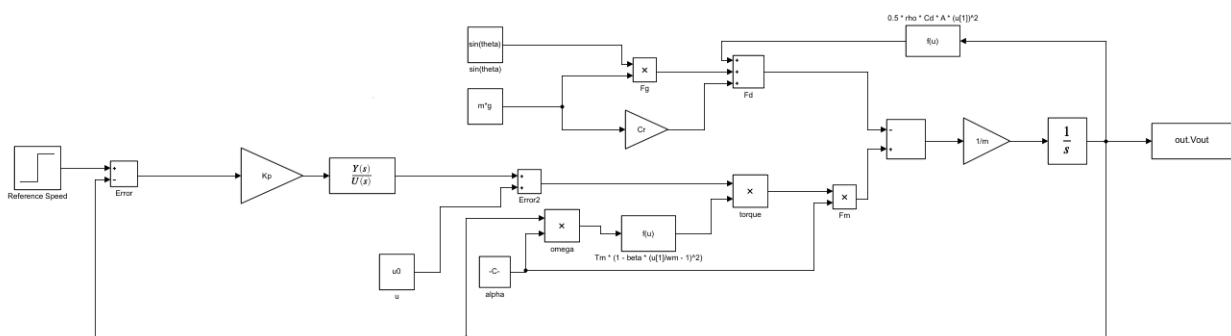 0.5 * rho * Cd * A * (u[1])^2
f(u)
sin(theta)
sin(theta)
×
Fg
+
+
+
Fd
m*g
Cr
−
+
1/m
1
s
out.Vout
Reference Speed
+
−
Error
Kp
Y(s)
U(s)
+
+
Error2
×
torque
×
Fm
×
omega
f(u)
Tm * (1 - beta * (u[1]/wm - 1)^2)
u0
u
-C-
alpha